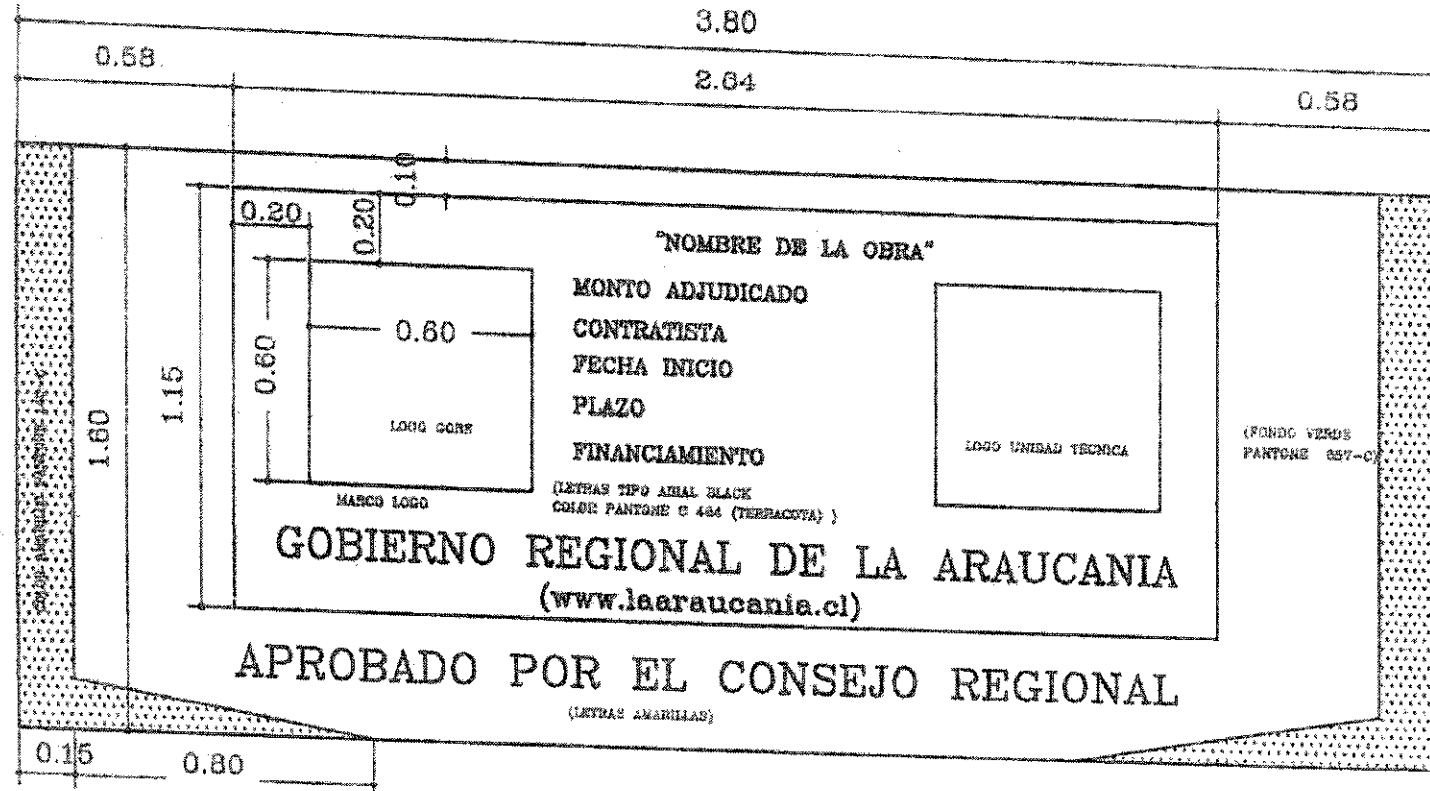 3.80
0.58
2.64
0.58
0.10
0.20
0.20
"NOMBRE DE LA OBRA"
MONTO ADJUDICADO
0.60
CONTRATISTA
0.60
FECHA INICIO
1.15
PLAZO
1.60
LOGO GORE
FINANCIAMIENTO
LOGO UNIDAD TECNICA
(FONDO VERDE
PANTONE 357-C)
MARCO LOGO
(LETRAS TIPO ARIAL BLACK
COLOR PANTONE C 484 (TERRACOTA) )
GOBIERNO REGIONAL DE LA ARAUCANIA
(www.laaraucania.cl)
APROBADO POR EL CONSEJO REGIONAL
(LETRAS AMARILLAS)
0.15
0.80